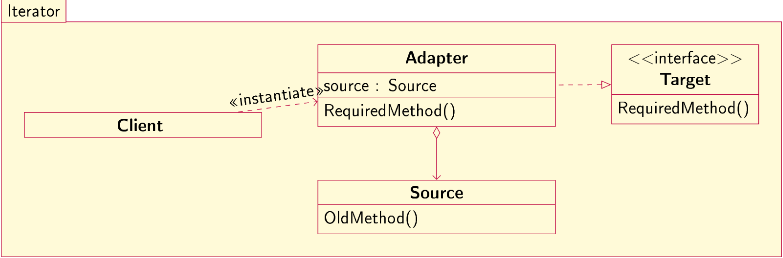 Iterator
Adapter
source : Source
RequiredMethod()
<<interface>>
Target
RequiredMethod()
«instantiate»
Client
Source
OldMethod()